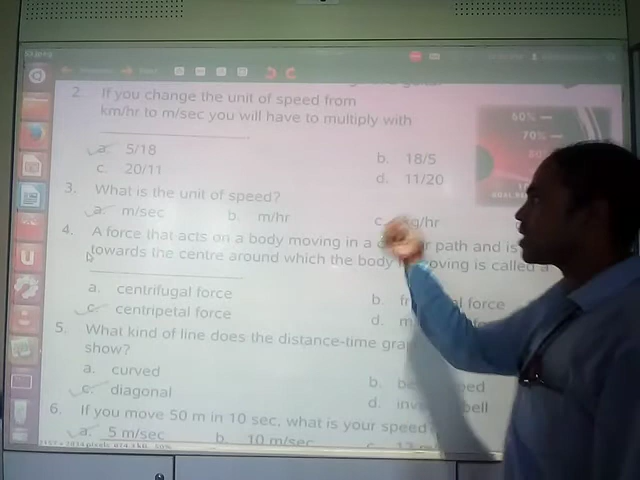 2. If you change the unit of speed from
km/hr to m/sec you will have to multiply with
a. 5/18 b. 18/5
c. 20/11 d. 11/20
3. What is the unit of speed?
a. m/sec b. m/hr c. /hr
4. A force that acts on a body moving in a path and is
towards the centre around which the body moving is called a
a. centrifugal force b. force
c. centripetal force d.
5. What kind of line does the distance-time
show?
a. curved b.
c. diagonal d.
6. If you move 50 m in 10 sec, what is your speed
a. 5 m/sec b. 10 m/sec c.
60%
70%